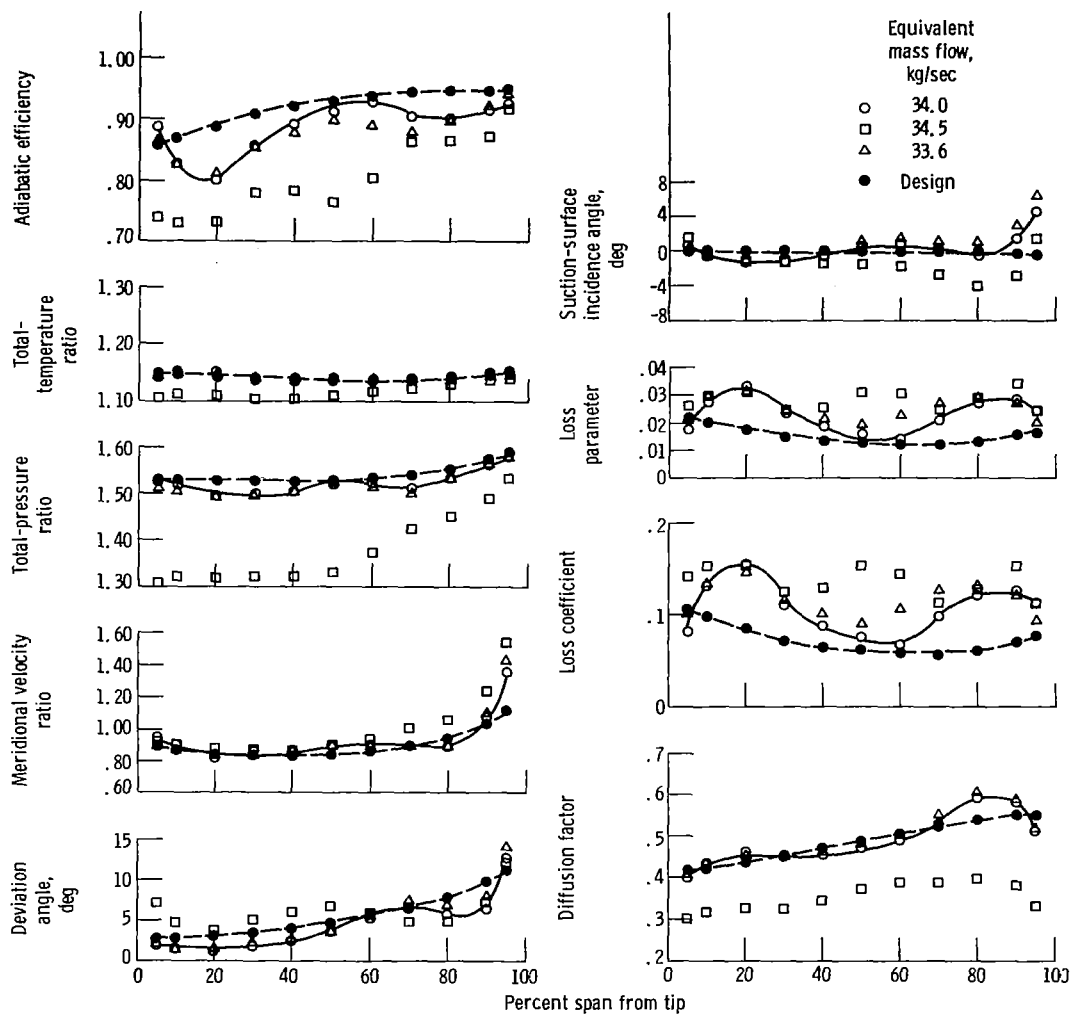 Adiabatic efficiency
1.00
.90
.80
.70
Total-
temperature
ratio
1.30
1.20
1.10
Total-pressure
ratio
1.60
1.50
1.40
1.30
Meridional velocity
ratio
1.60
1.40
1.20
1.00
.80
.60
Deviation
angle,
deg
15
10
5
0
0 20 40 60 80 100
Equivalent
mass flow,
kg/sec
34.0
34.5
33.6
Design
Suction-surface
incidence angle,
deg
8
4
0
-4
-8
Loss
parameter
.04
.03
.02
.01
0
Loss coefficient
.2
.1
0
Diffusion factor
.7
.6
.5
.4
.3
.2
0 20 40 60 80 100
Percent span from tip